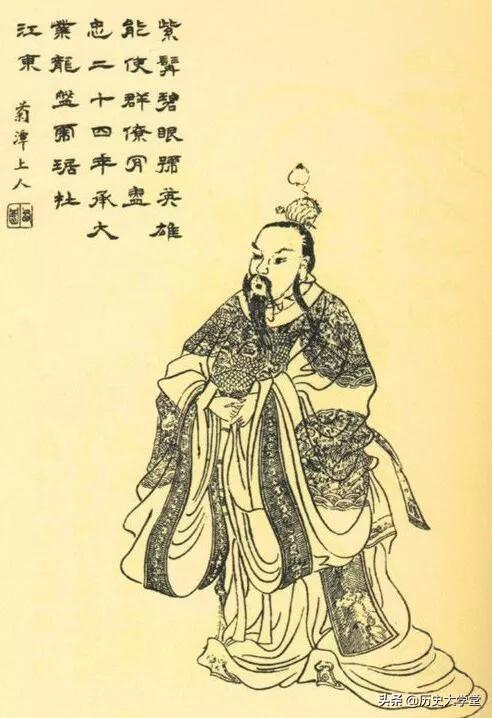 紫髯碧眼號英雄
能使群僚肎盡
忠二十四年承大
業龍盤虎踞在
江東
菊潭上人
头条 @历史大学堂